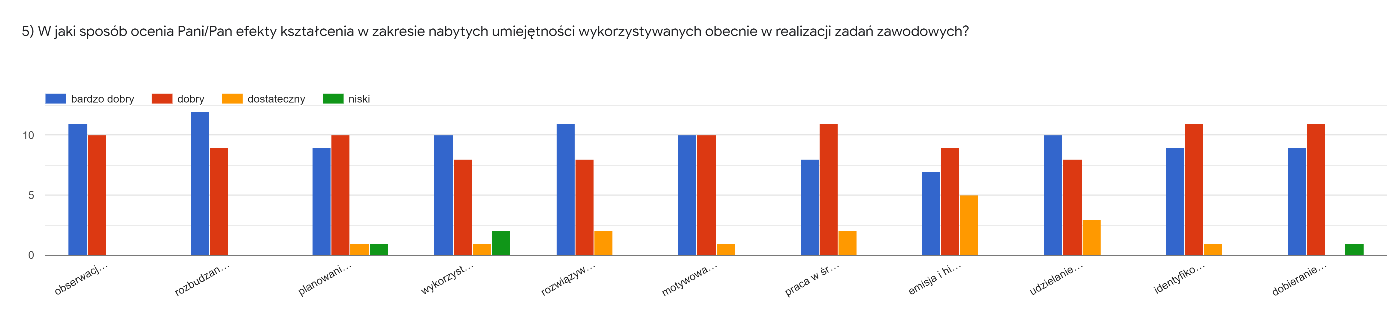 5) W jaki sposób ocenia Pani/Pan efekty kształcenia w zakresie nabytych umiejętności wykorzystywanych obecnie w realizacji zadań zawodowych?
bardzo dobry dobry dostateczny niski
10
5
0
obserwacj... rozbudzan... planowani... wykorzyst... rozwiązyw... motywowa... praca w śr... emisja i hi... udzielanie... identyfiko... dobieranie...